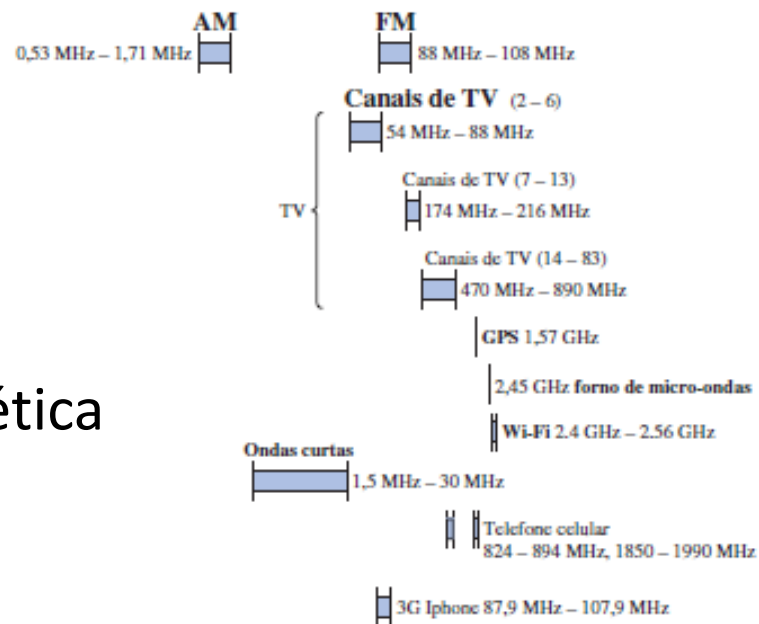 AM
0,53 MHz – 1,71 MHz
FM
88 MHz – 108 MHz
Canais de TV (2 – 6)
54 MHz – 88 MHz
Canais de TV (7 – 13)
TV
174 MHz – 216 MHz
Canais de TV (14 – 83)
470 MHz – 890 MHz
GPS 1,57 GHz
2,45 GHz forno de micro-ondas
ética
Wi-Fi 2.4 GHz – 2.56 GHz
Ondas curtas
1,5 MHz – 30 MHz
Telefone celular
824 – 894 MHz, 1850 – 1990 MHz
3G Iphone 87,9 MHz – 107,9 MHz